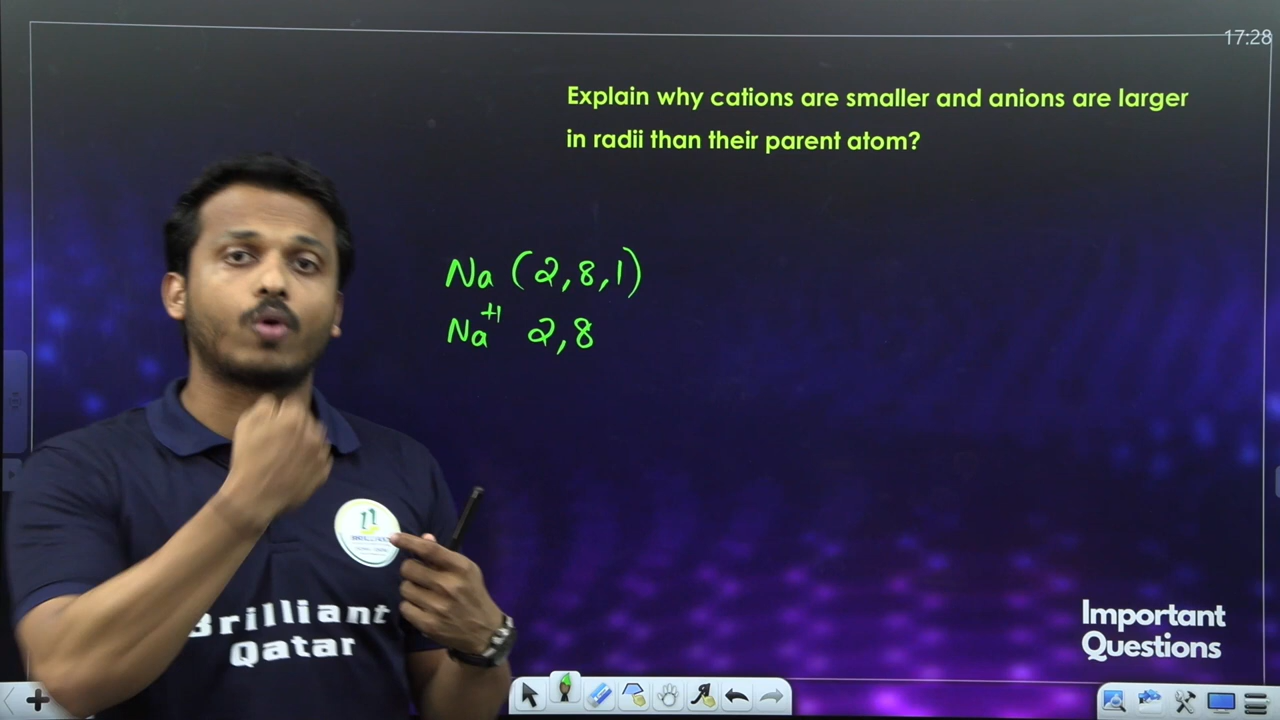 17:28
Explain why cations are smaller and anions are larger
in radii than their parent atom?
Na (2,8,1)
Na⁺¹ 2,8
Brilliant
Qatar
Important
Questions